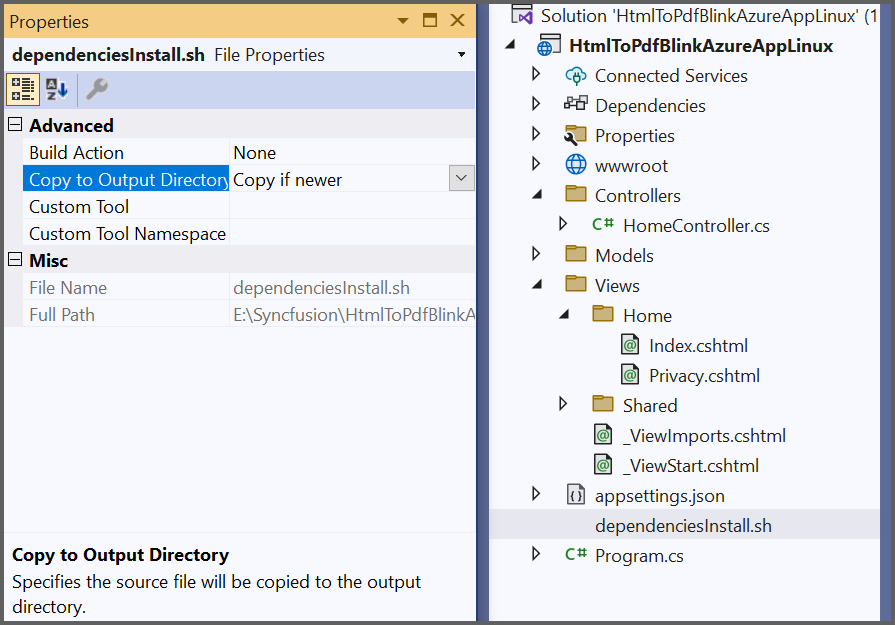 Properties
dependenciesInstall.sh File Properties
Advanced
Build Action None
Copy to Output Directory Copy if newer
Custom Tool
Custom Tool Namespace
Misc
File Name dependenciesInstall.sh
Full Path E:\Syncfusion\HtmlToPdfBlinkA
Copy to Output Directory
Specifies the source file will be copied to the output
directory.
Solution 'HtmlToPdfBlinkAzureAppLinux' (1
HtmlToPdfBlinkAzureAppLinux
Connected Services
Dependencies
Properties
wwwroot
Controllers
C# HomeController.cs
Models
Views
Home
@ Index.cshtml
@ Privacy.cshtml
Shared
@ _ViewImports.cshtml
@ _ViewStart.cshtml
appsettings.json
dependenciesInstall.sh
C# Program.cs